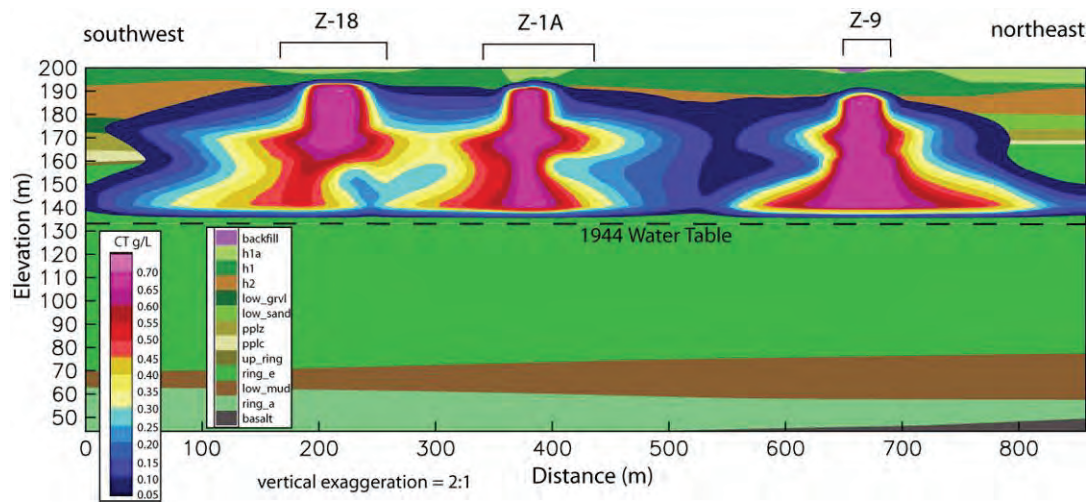 Z-18
Z-1A
Z-9
southwest
northeast
200
190
180
170
160
150
140
130
120
110
100
90
80
70
60
50
Elevation (m)
1944 Water Table
CT g/L
0.70
0.60
0.55
0.45
0.40
0.35
0.30
0.25
0.20
0.15
0.10
0.05
backfill
h1a
h1
h2
low_grvl
low_sand
pplz
pplc
up_ring
ring_e
low_mud
ring_a
basalt
0 100 200 300 400 500 600 700 800
vertical exaggeration = 2:1
Distance (m)